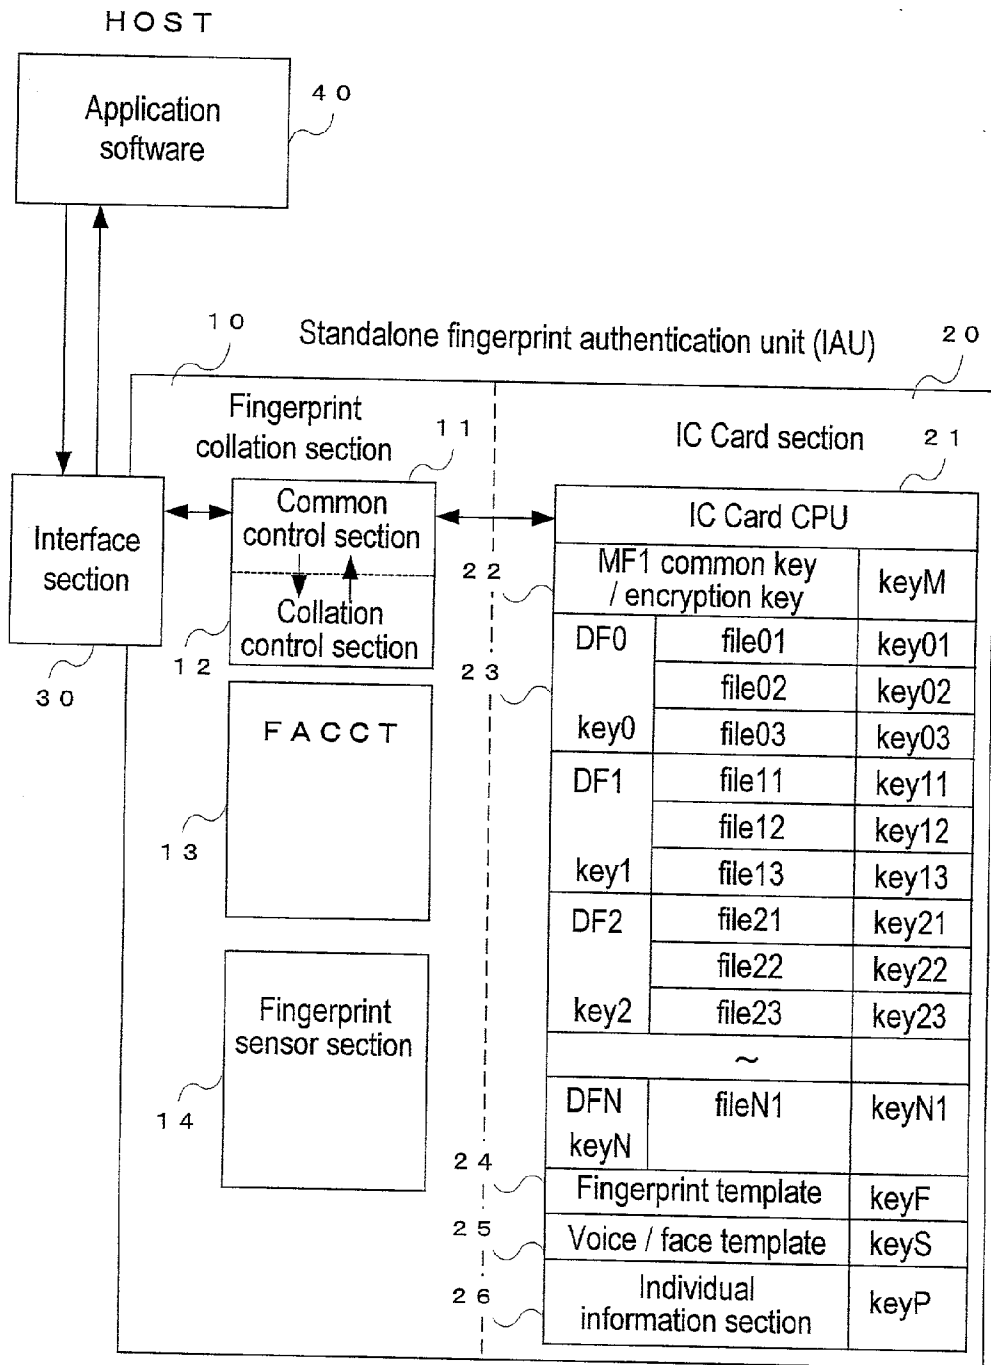 HOST
Application
software
40
10
Standalone fingerprint authentication unit (IAU)
20
Fingerprint
collation section
11
IC Card section
21
Interface
section
30
Common
control section
Collation
control section
12
FACCT
13
Fingerprint
sensor section
14
IC Card CPU
22
MF1 common key
/ encryption key
keyM
23
DF0
file01
key01
file02
key02
key0
file03
key03
DF1
file11
key11
file12
key12
key1
file13
key13
DF2
file21
key21
file22
key22
key2
file23
key23
~
DFN
fileN1
keyN1
keyN
24
Fingerprint template
keyF
25
Voice / face template
keyS
26
Individual
information section
keyP